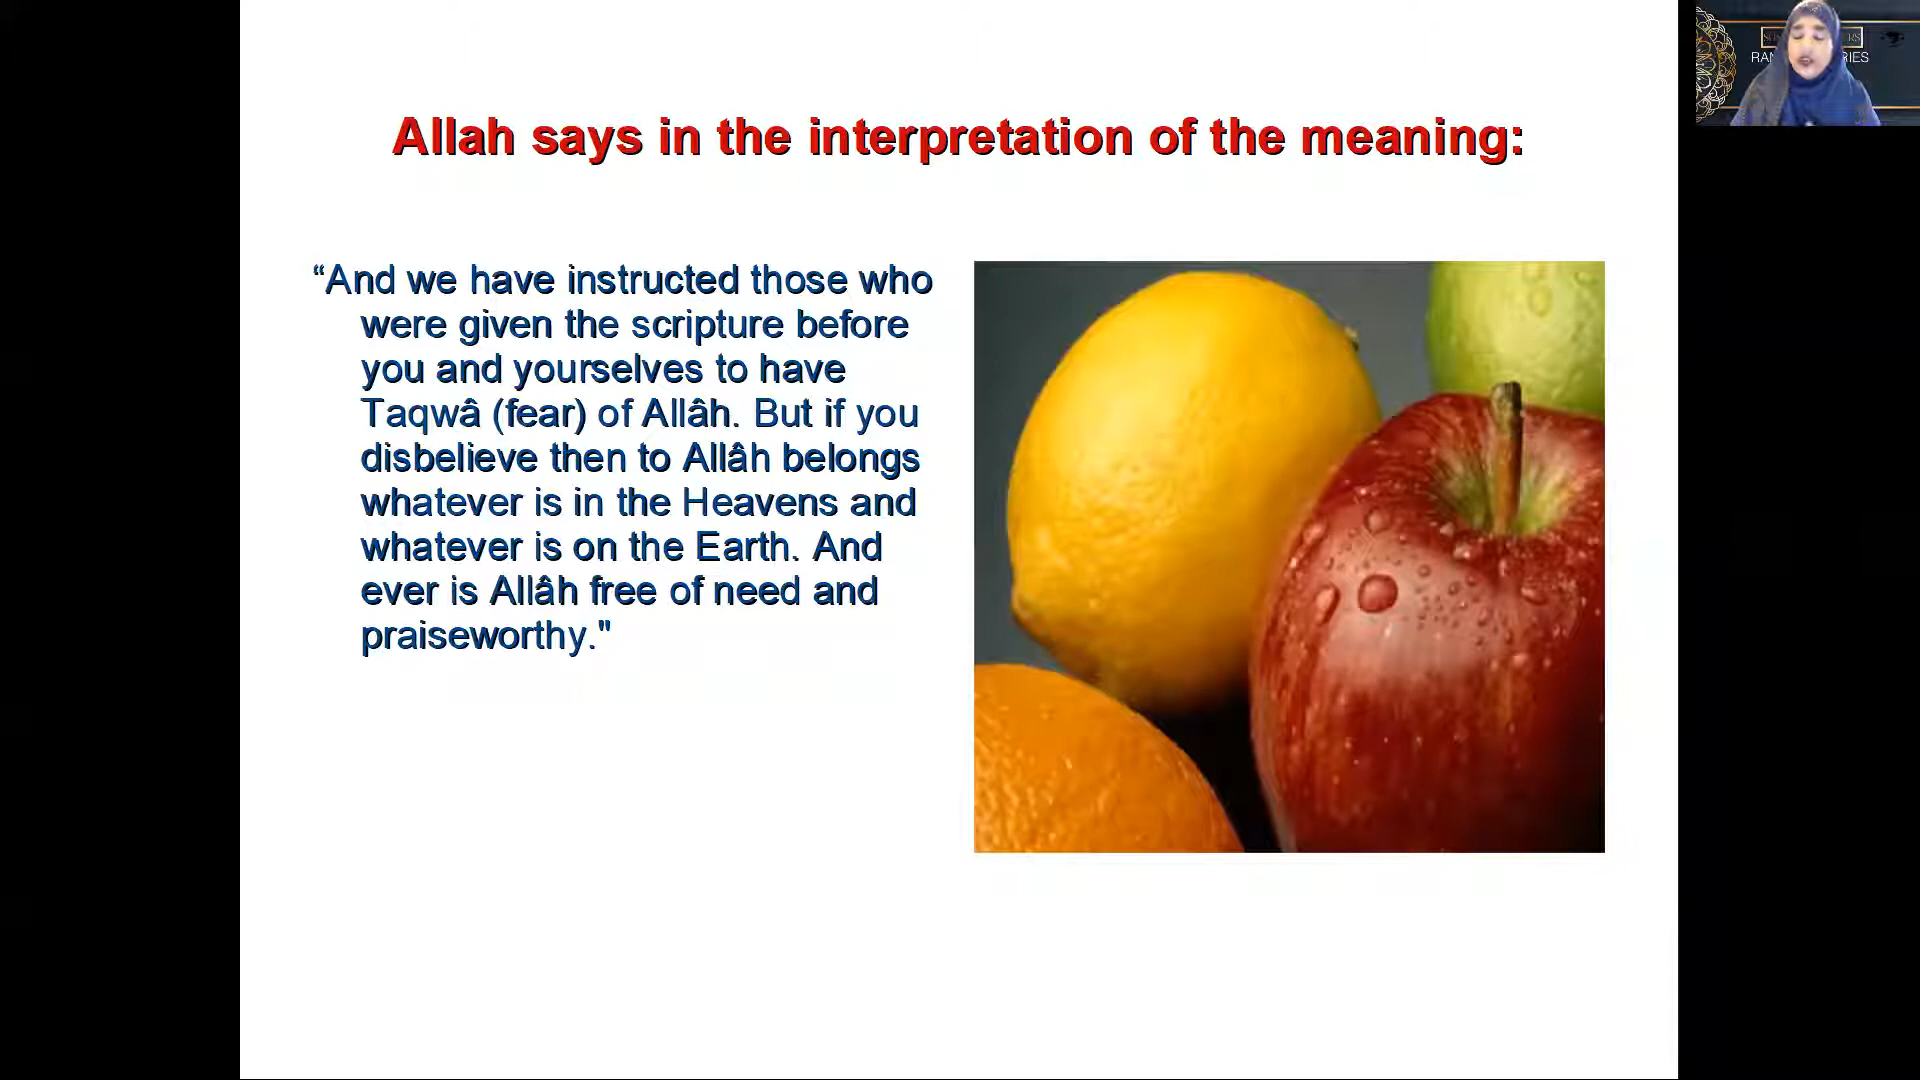 Allah says in the interpretation of the meaning:
“And we have instructed those who
were given the scripture before
you and yourselves to have
Taqwâ (fear) of Allâh. But if you
disbelieve then to Allâh belongs
whatever is in the Heavens and
whatever is on the Earth. And
ever is Allâh free of need and
praiseworthy."